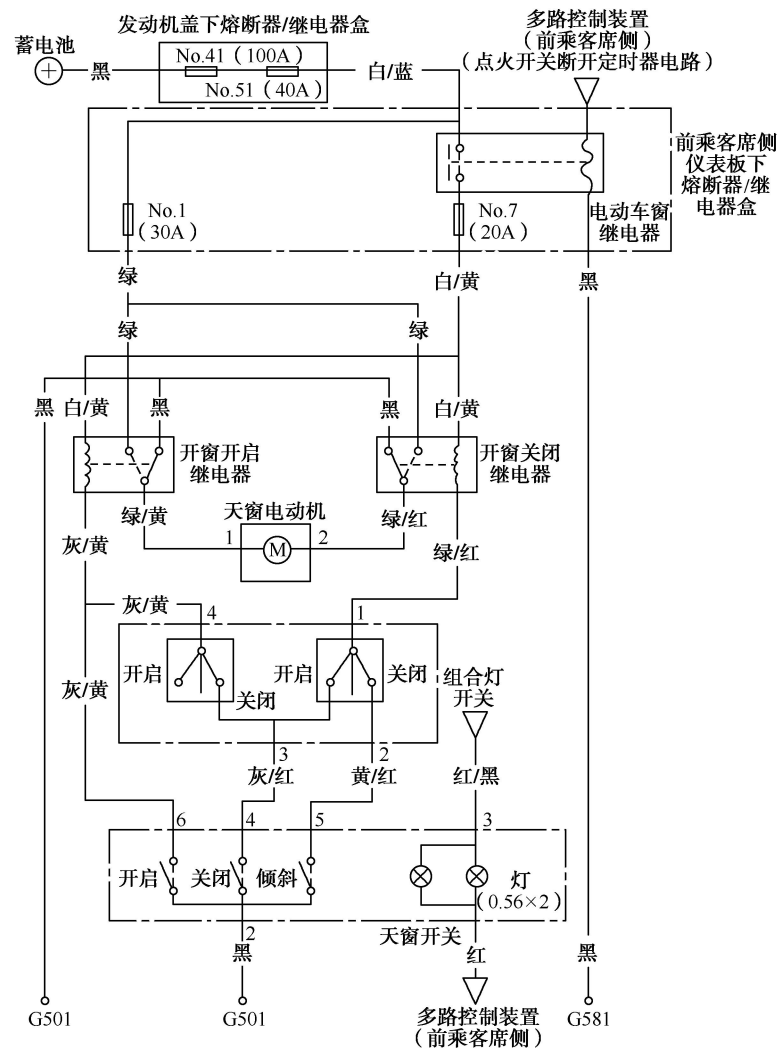 发动机盖下熔断器/继电器盒
多路控制装置
(前乘客席侧)
(点火开关断开定时器电路)
蓄电池
黑
No.41(100A)
No.51(40A)
白/蓝
前乘客席侧
仪表板下
熔断器/继
电器盒
No.1
(30A)
No.7
(20A)
电动车窗
继电器
绿
白/黄
黑
绿
绿
黑
白/黄
黑
黑
白/黄
开窗开启
继电器
开窗关闭
继电器
绿/黄
天窗电动机
绿/红
1
M
2
灰/黄
绿/红
灰/黄
4
1
开启
关闭
开启
关闭
组合灯
开关
灰/黄
3
2
灰/红
黄/红
红/黑
6
4
5
3
开启
关闭
倾斜
灯
(0.56×2)
2
天窗开关
黑
红
黑
G501
G501
多路控制装置
(前乘客席侧)
G581